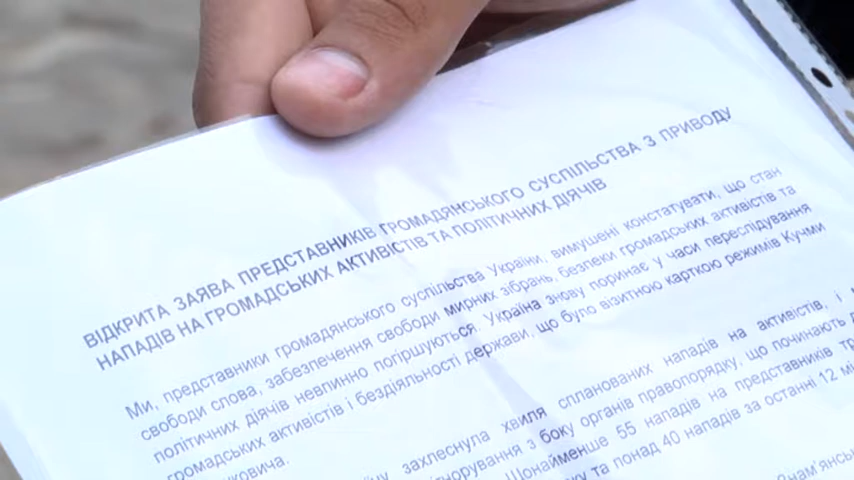 ВІДКРИТА ЗАЯВА ПРЕДСТАВНИКІВ ГРОМАДЯНСЬКОГО СУСПІЛЬСТВА З ПРИВОДУ
НАПАДІВ НА ГРОМАДСЬКИХ АКТИВІСТІВ ТА ПОЛІТИЧНИХ ДІЯЧІВ
Ми, представники громадянського суспільства України, вимушені констатувати, що стан
свободи слова, забезпечення свободи мирних зібрань, безпеки громадських активістів та
політичних діячів невпинно погіршуються. Україна знову поринає у часи переслідування
громадських активістів і бездіяльності держави, що було візитною карткою режимів Кучми
захлеснула хвиля спланованих нападів на активістів, і
з боку органів правопорядку, що починають
Щонайменше 55 нападів на представників
та понад 40 нападів за останні 12